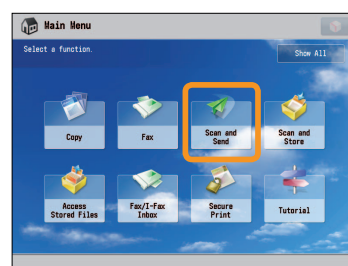 Main Menu
Select a function.
Show All
Copy
Fax
Scan and
Send
Scan and
Store
Access
Stored Files
Fax/I-Fax
Inbox
Secure
Print
Tutorial